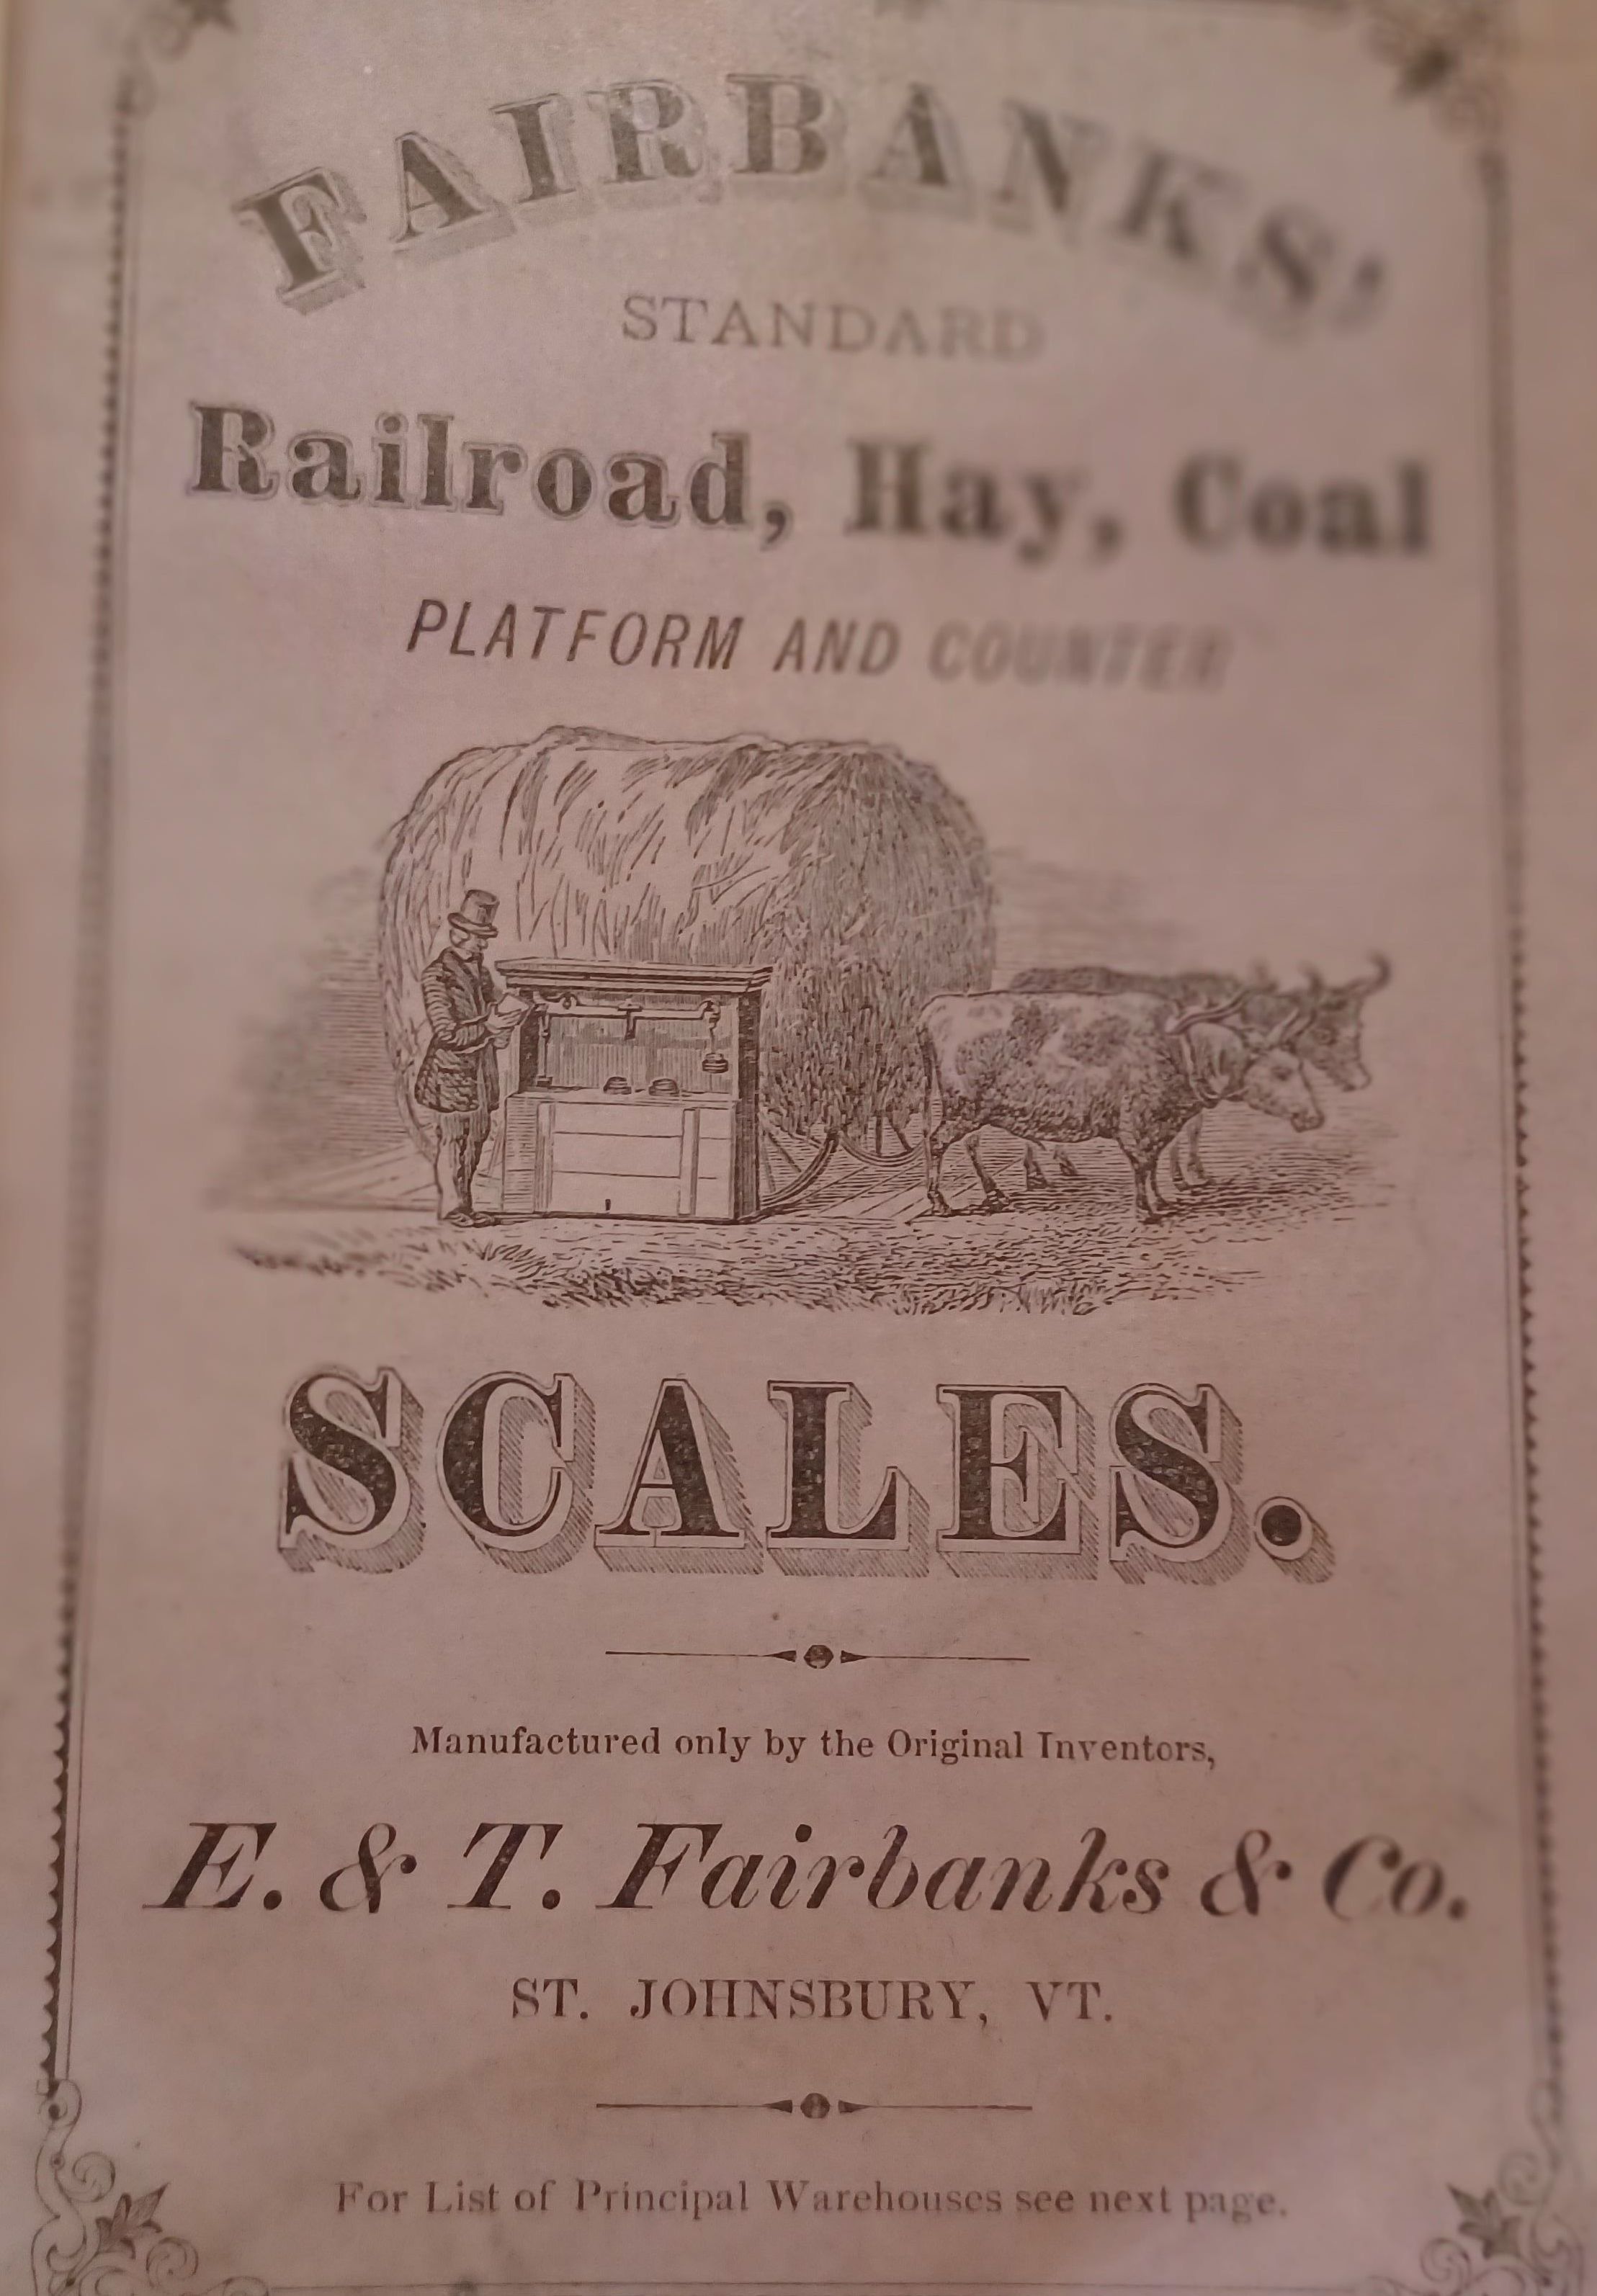 FAIRBANKS'
STANDARD
Railroad, Hay, Coal
PLATFORM AND COUNTER
SCALES.
Manufactured only by the Original Inventors,
E. & T. Fairbanks & Co.
ST. JOHNSBURY, VT.
For List of Principal Warehouses see next page.